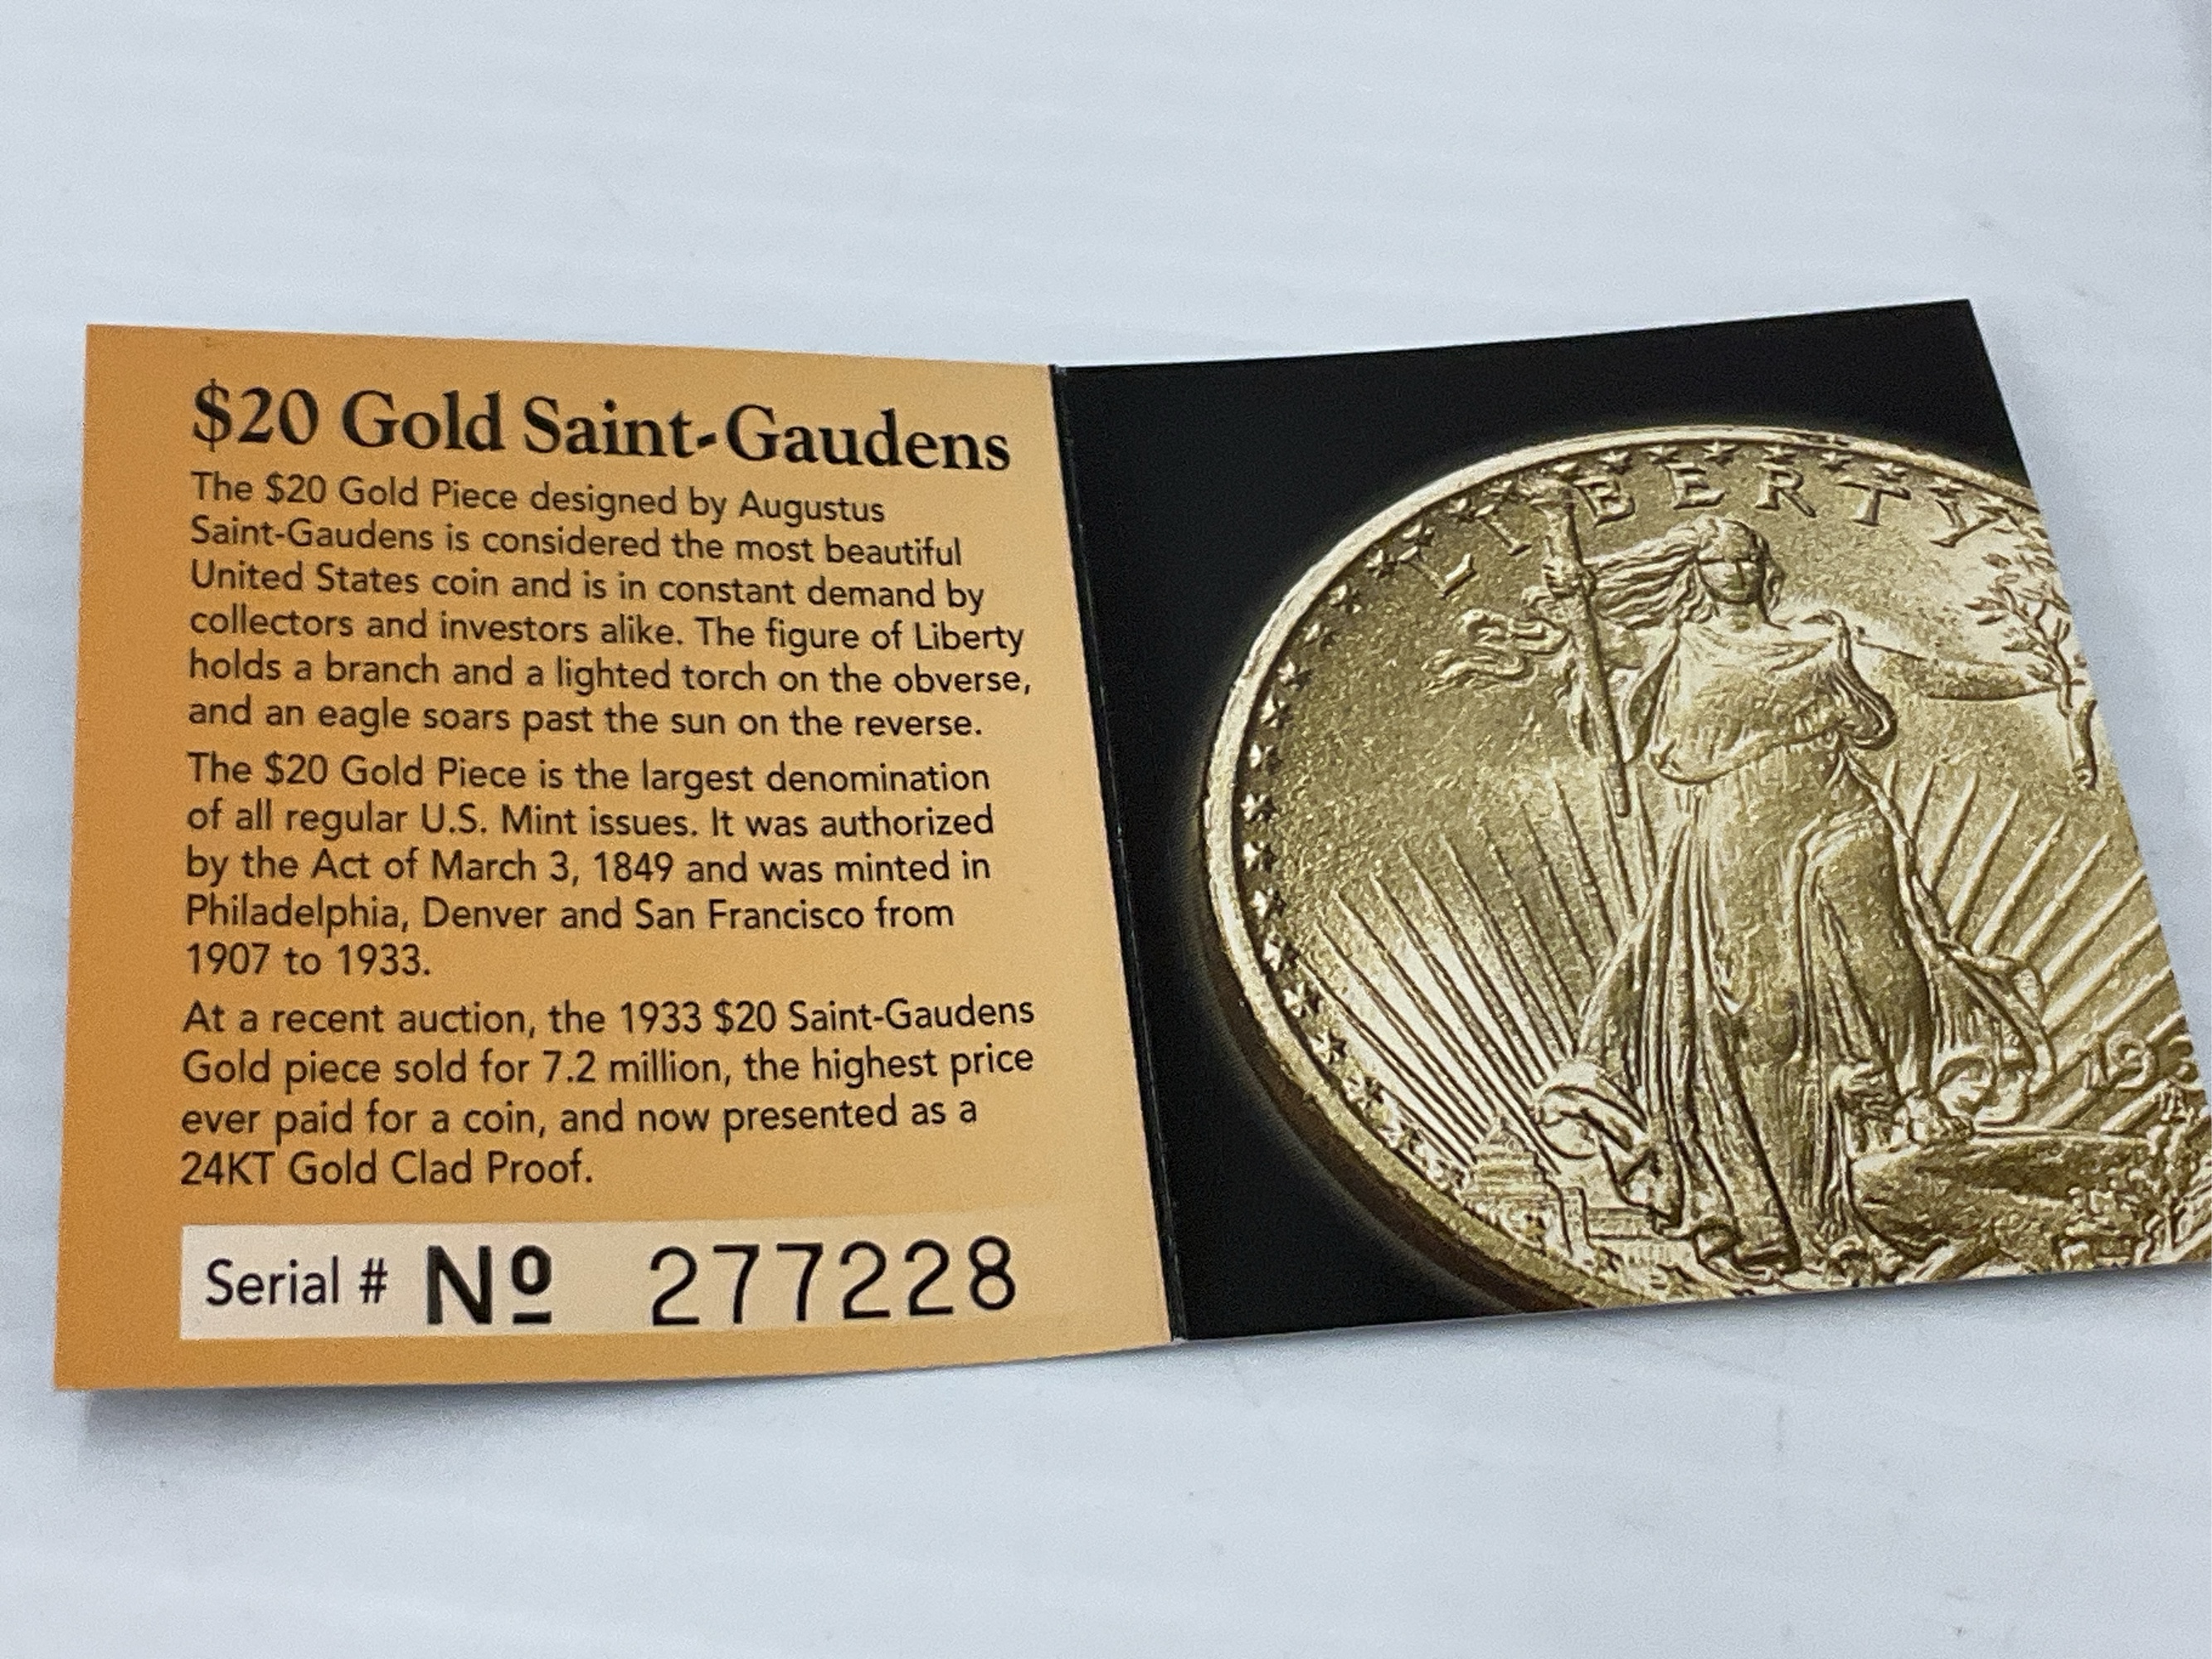 $20 Gold Saint-Gaudens
The $20 Gold Piece designed by Augustus
Saint-Gaudens is considered the most beautiful
United States coin and is in constant demand by
collectors and investors alike. The figure of Liberty
holds a branch and a lighted torch on the obverse,
and an eagle soars past the sun on the reverse.
The $20 Gold Piece is the largest denomination
of all regular U.S. Mint issues. It was authorized
by the Act of March 3, 1849 and was minted in
Philadelphia, Denver and San Francisco from
1907 to 1933.
At a recent auction, the 1933 $20 Saint-Gaudens
Gold piece sold for 7.2 million, the highest price
ever paid for a coin, and now presented as a
24KT Gold Clad Proof.
Serial # Nº 277228
LIBERTY